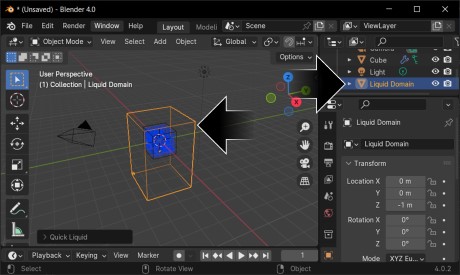 * (Unsaved) - Blender 4.0
File Edit Render Window Help Layout Modeli Scene ViewLayer
Object Mode View Select Add Object Global
Options
User Perspective
(1) Collection | Liquid Domain
Z
X
Camera
Cube
Light
Liquid Domain
Liquid Domain
Liquid Domain
Transform
Location X 0 m
Y 0 m
Z -1 m
Rotation X 0°
Y 0°
Z 0°
Mode XYZ Eu...
Quick Liquid
Playback Keying View Marker 1
Select Rotate View Object 4.0.2